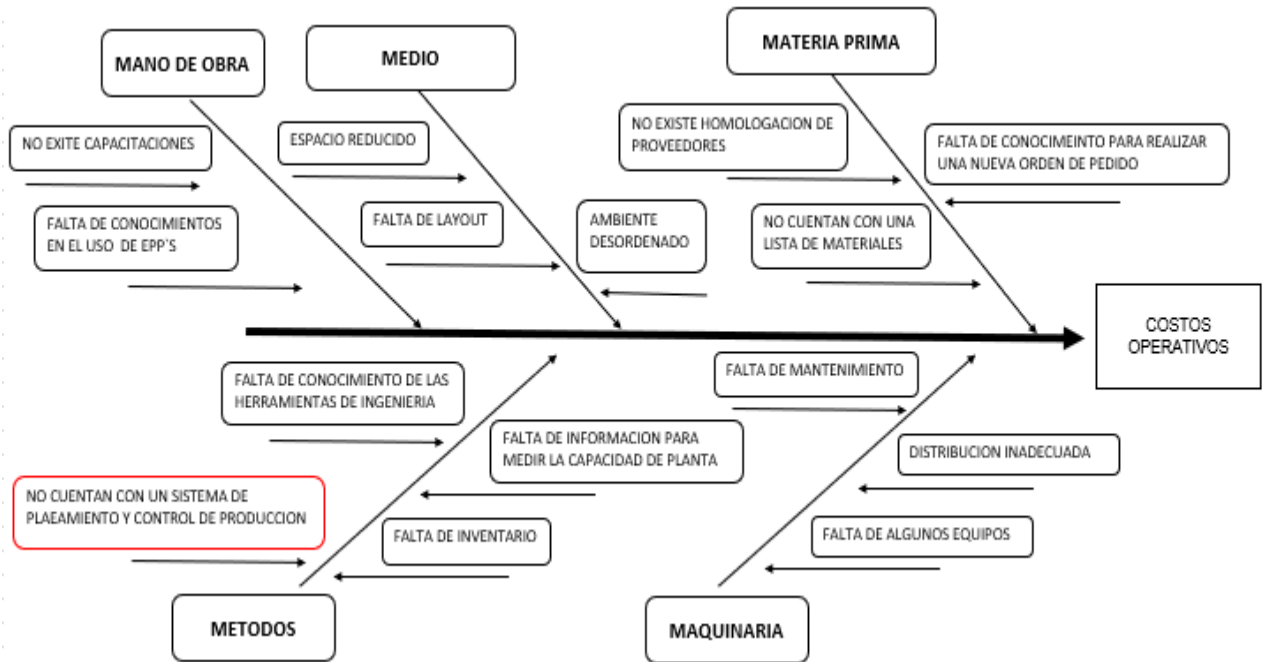 MANO DE OBRA
MEDIO
MATERIA PRIMA
NO EXITE CAPACITACIONES
FALTA DE CONOCIMIENTOS
EN EL USO DE EPP`S
ESPACIO REDUCIDO
FALTA DE LAYOUT
AMBIENTE
DESORDENADO
NO EXISTE HOMOLOGACION DE
PROVEEDORES
NO CUENTAN CON UNA
LISTA DE MATERIALES
FALTA DE CONOCIMEINTO PARA REALIZAR
UNA NUEVA ORDEN DE PEDIDO
COSTOS
OPERATIVOS
FALTA DE CONOCIMIENTO DE LAS
HERRAMIENTAS DE INGENIERIA
NO CUENTAN CON UN SISTEMA DE
PLAEAMIENTO Y CONTROL DE PRODUCCION
FALTA DE INFORMACION PARA
MEDIR LA CAPACIDAD DE PLANTA
FALTA DE INVENTARIO
FALTA DE MANTENIMIENTO
DISTRIBUCION INADECUADA
FALTA DE ALGUNOS EQUIPOS
METODOS
MAQUINARIA